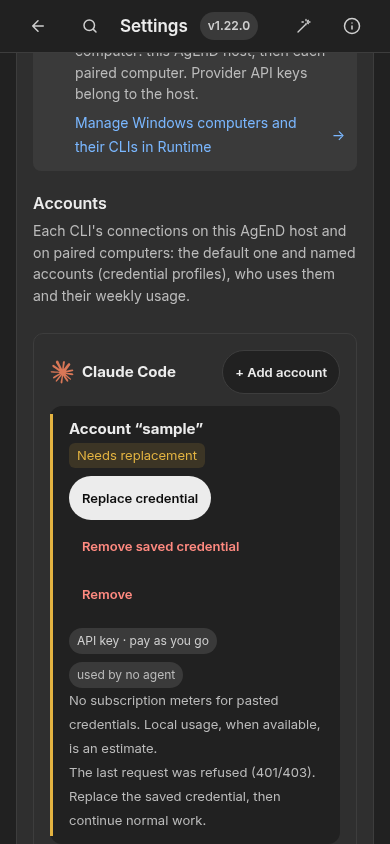 Settings
v1.22.0
computer: this AgEnD host, then each
paired computer. Provider API keys
belong to the host.
Manage Windows computers and
their CLIs in Runtime
→
Accounts
Each CLI's connections on this AgEnD host and
on paired computers: the default one and named
accounts (credential profiles), who uses them
and their weekly usage.
Claude Code
+ Add account
Account “sample”
Needs replacement
Replace credential
Remove saved credential
Remove
API key · pay as you go
used by no agent
No subscription meters for pasted
credentials. Local usage, when available,
is an estimate.
The last request was refused (401/403).
Replace the saved credential, then
continue normal work.